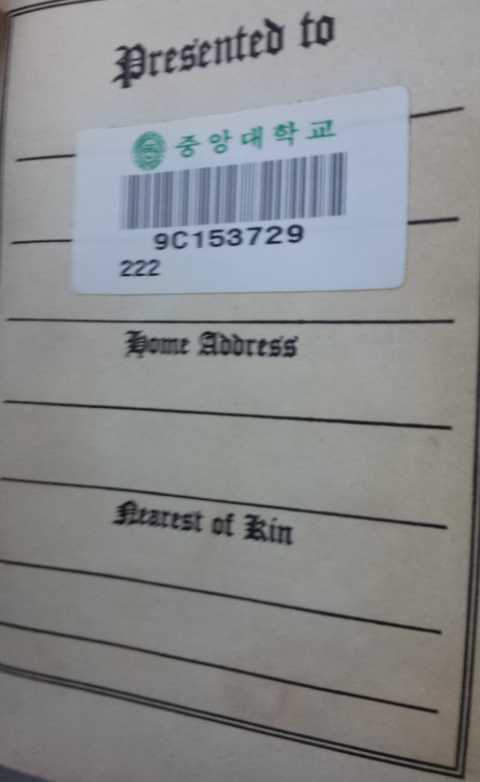 Presented to
중앙대학교
9C153729
222
Home Address
Nearest of Kin